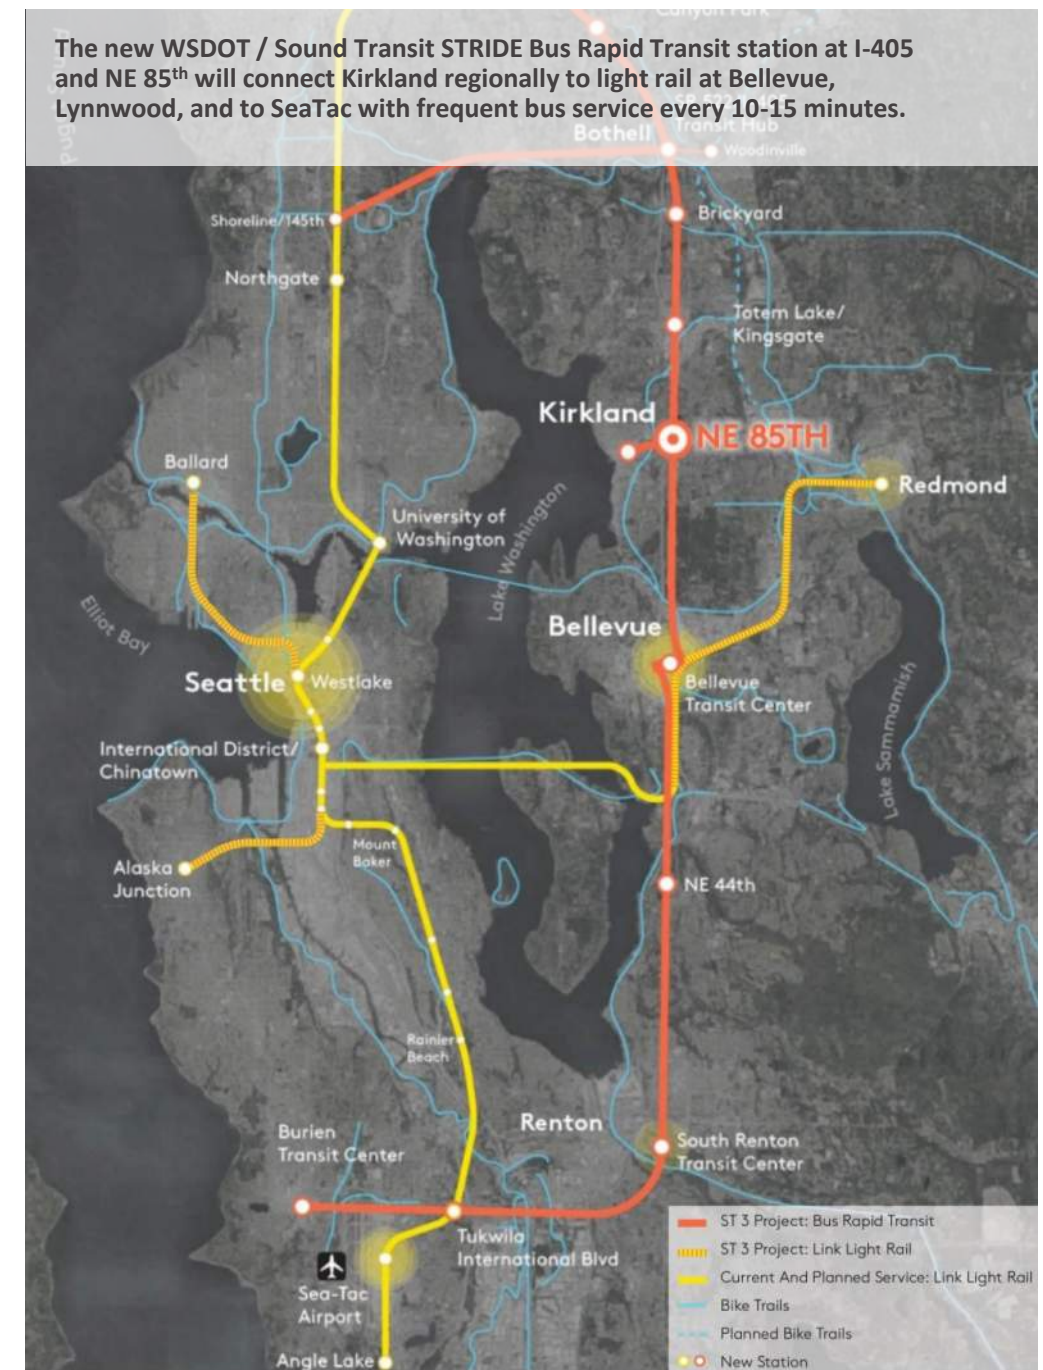 Canyon Park
The new WSDOT / Sound Transit STRIDE Bus Rapid Transit station at I-405
and NE 85th will connect Kirkland regionally to light rail at Bellevue,
Lynnwood, and to SeaTac with frequent bus service every 10-15 minutes.
Transit Hub
Bothell
Woodinville
Shoreline/145th
Brickyard
Northgate
Totem Lake/
Kingsgate
Kirkland
NE 85TH
Ballard
Redmond
University of
Washington
Lake Washington
Elliot Bay
Bellevue
Seattle
Westlake
Bellevue
Transit Center
Lake Sammamish
International District/
Chinatown
Mount
Baker
Alaska
Junction
NE 44th
Rainier
Beach
Renton
Burien
Transit Center
South Renton
Transit Center
Tukwila
International Blvd
Sea-Tac
Airport
Angle Lake
ST 3 Project: Bus Rapid Transit
ST 3 Project: Link Light Rail
Current And Planned Service: Link Light Rail
Bike Trails
Planned Bike Trails
New Station